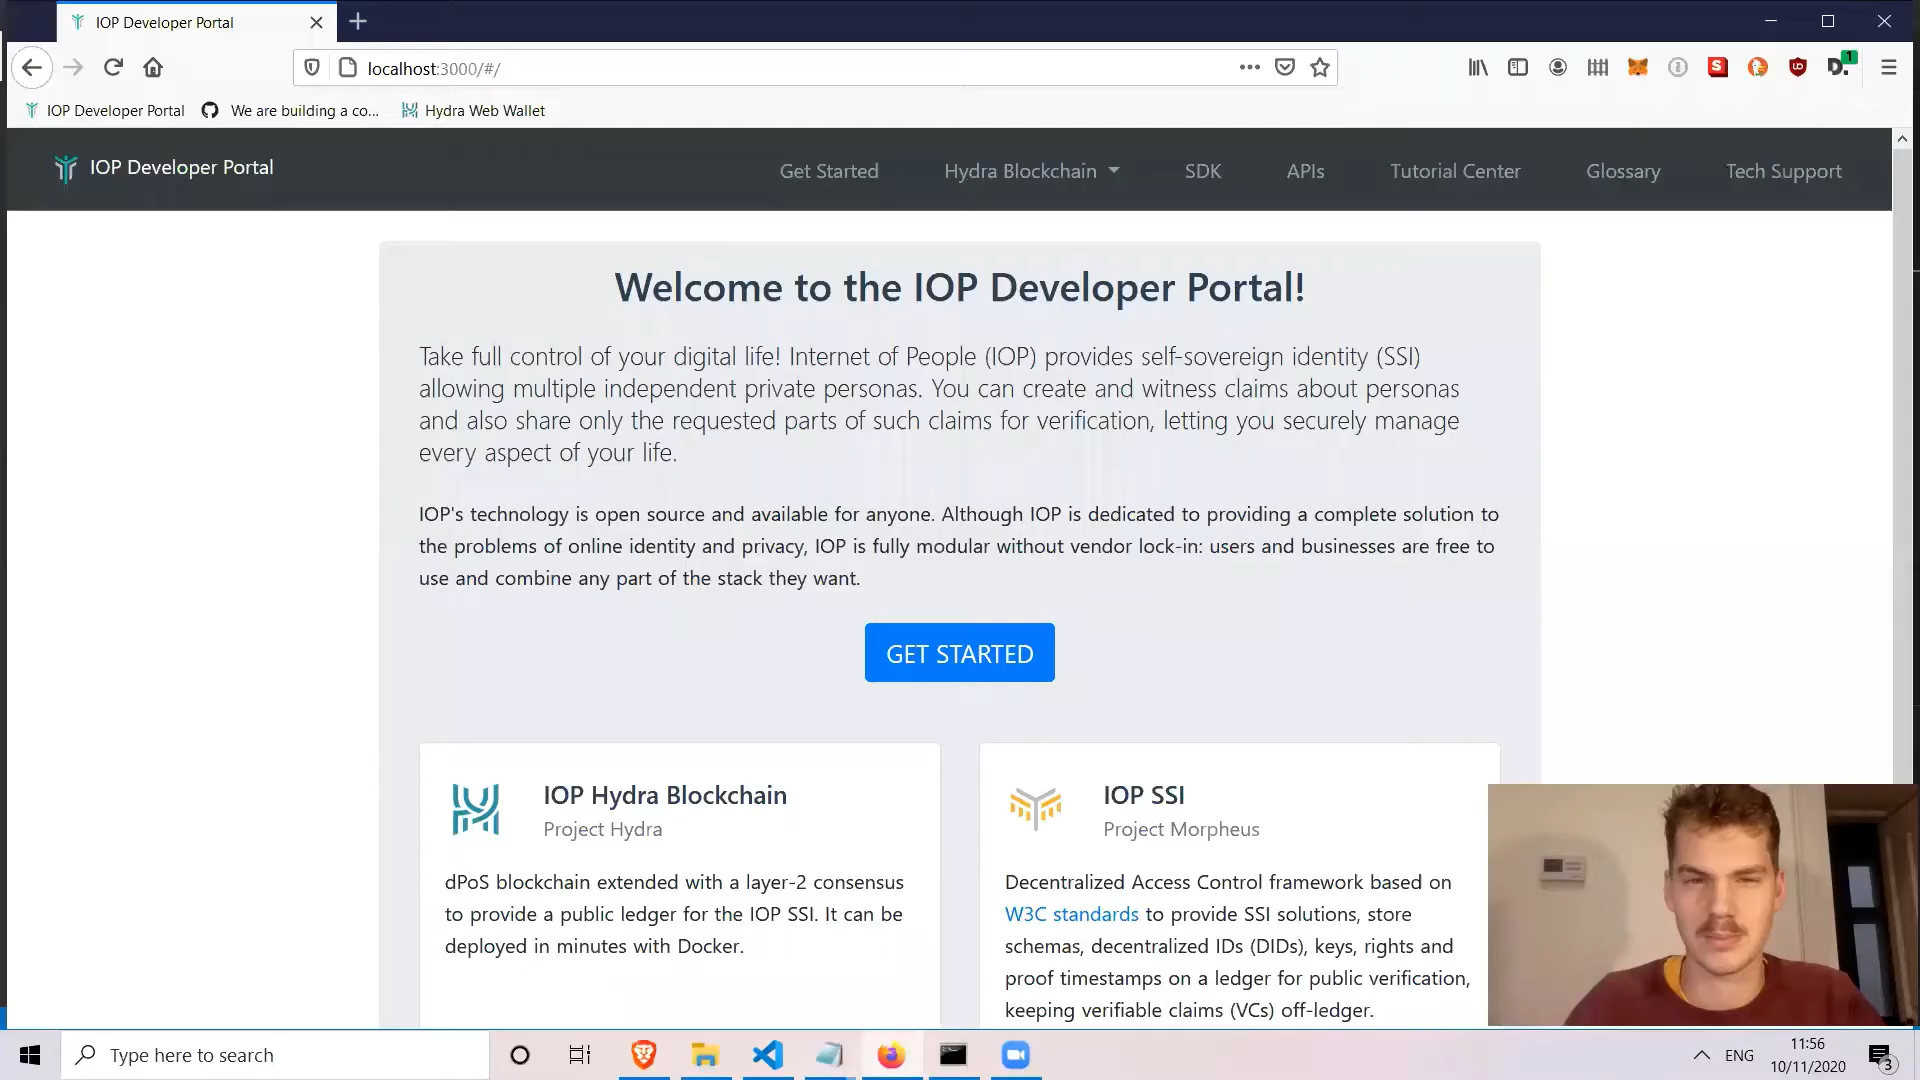 IOP Developer Portal
localhost:3000/#/
1
IOP Developer Portal
We are building a co...
Hydra Web Wallet
IOP Developer Portal
Get Started
Hydra Blockchain
SDK
APIs
Tutorial Center
Glossary
Tech Support
Welcome to the IOP Developer Portal!
Take full control of your digital life! Internet of People (IOP) provides self-sovereign identity (SSI)
allowing multiple independent private personas. You can create and witness claims about personas
and also share only the requested parts of such claims for verification, letting you securely manage
every aspect of your life.
IOP's technology is open source and available for anyone. Although IOP is dedicated to providing a complete solution to
the problems of online identity and privacy, IOP is fully modular without vendor lock-in: users and businesses are free to
use and combine any part of the stack they want.
GET STARTED
IOP Hydra Blockchain
Project Hydra
dPoS blockchain extended with a layer-2 consensus
to provide a public ledger for the IOP SSI. It can be
deployed in minutes with Docker.
IOP SSI
Project Morpheus
Decentralized Access Control framework based on
W3C standards to provide SSI solutions, store
schemas, decentralized IDs (DIDs), keys, rights and
proof timestamps on a ledger for public verification,
keeping verifiable claims (VCs) off-ledger.
Type here to search
ENG
11:56
10/11/2020
3